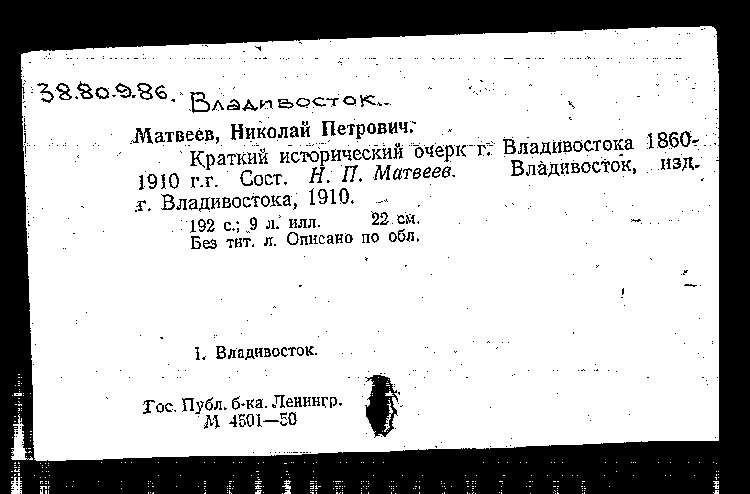 38.80.9.86. Владивосток.
Матвеев, Николай Петрович.
Краткий исторический очерк г. Владивостока 1860-
1910 г.г. Сост. Н. П. Матвеев. Владивосток, изд.
г. Владивостока, 1910.
192 с.; 9 л. илл. 22 см.
Без тит. л. Описано по обл.
1. Владивосток.
Гос. Публ. б-ка. Ленингр.
М 4501—50